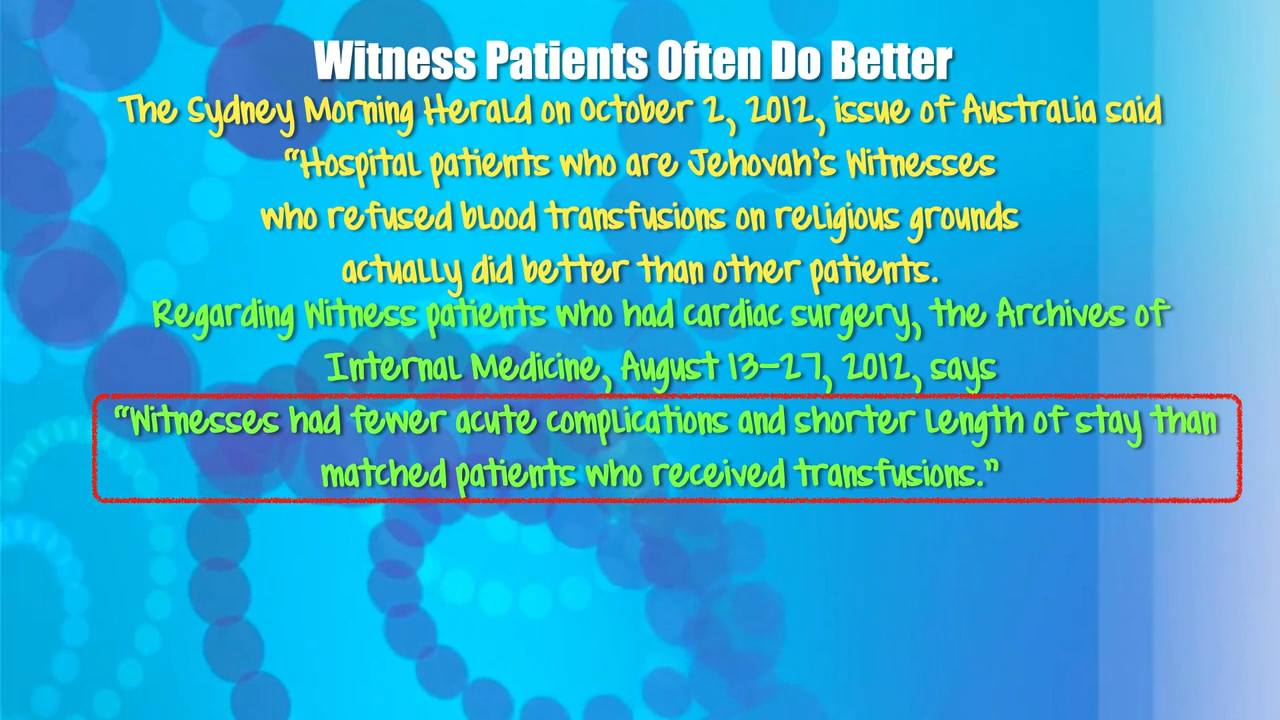 Witness Patients Often Do Better
The Sydney Morning Herald on October 2, 2012, issue of Australia said
“Hospital patients who are Jehovah's Witnesses
who refused blood transfusions on religious grounds
actually did better than other patients.
Regarding Witness patients who had cardiac surgery, the Archives of
Internal Medicine, August 13-27, 2012, says
“Witnesses had fewer acute complications and shorter length of stay than
matched patients who received transfusions.”